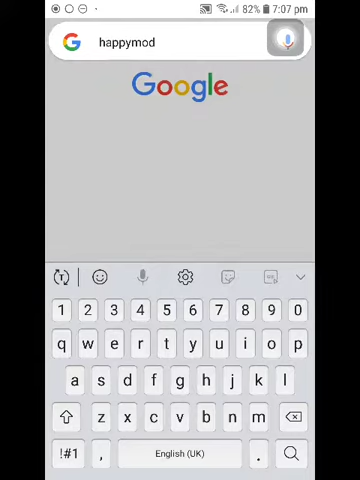 82% 7:07 pm
happymod
Google
1 2 3 4 5 6 7 8 9 0
q w e r t y u i o p
a s d f g h j k l
z x c v b n m
!#1 , English (UK) .